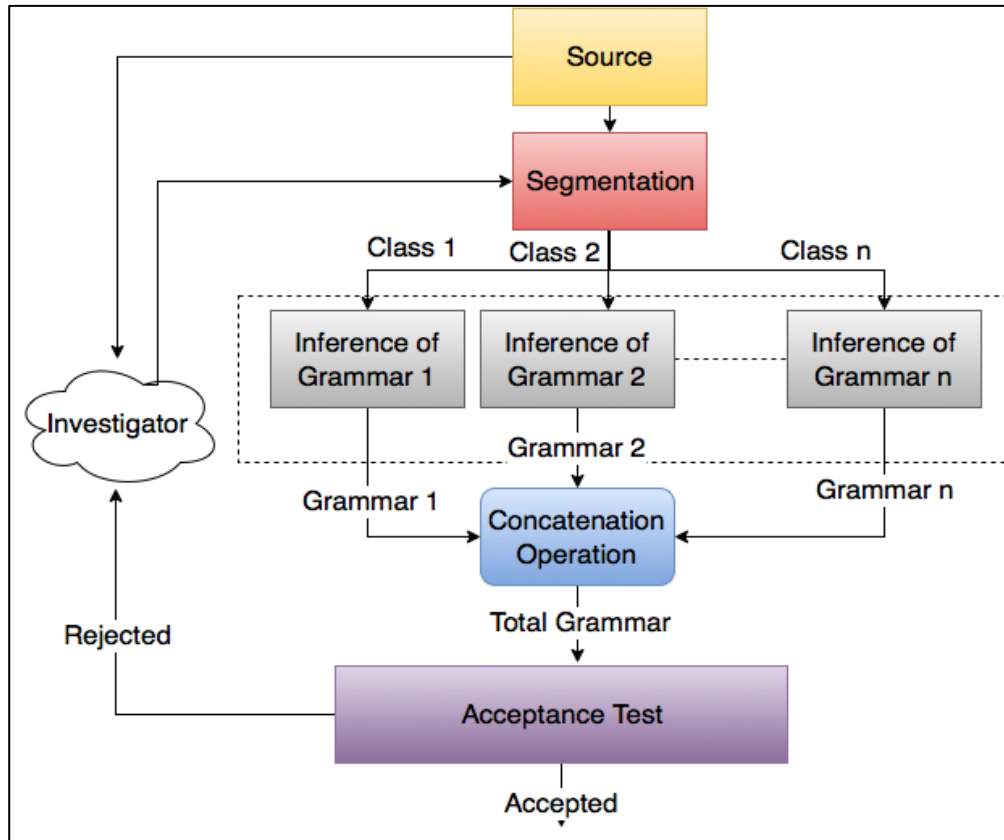 Source
Segmentation
Class 1
Class 2
Class n
Inference of
Grammar 1
Inference of
Grammar 2
Inference of
Grammar n
Investigator
Grammar 2
Grammar 1
Grammar n
Concatenation
Operation
Total Grammar
Rejected
Acceptance Test
Accepted